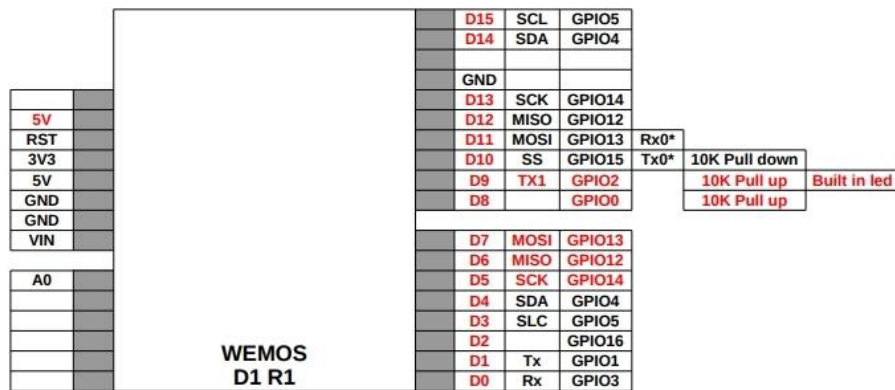 D15 SCL GPIO5
D14 SDA GPIO4
GND
D13 SCK GPIO14
5V D12 MISO GPIO12
RST D11 MOSI GPIO13 Rx0*
3V3 D10 SS GPIO15 Tx0* 10K Pull down
5V D9 TX1 GPIO2 10K Pull up Built in led
GND D8 GPIO0 10K Pull up
GND
VIN D7 MOSI GPIO13
D6 MISO GPIO12
A0 D5 SCK GPIO14
D4 SDA GPIO4
D3 SLC GPIO5
D2 GPIO16
WEMOS D1 Tx GPIO1
D1 R1 D0 Rx GPIO3